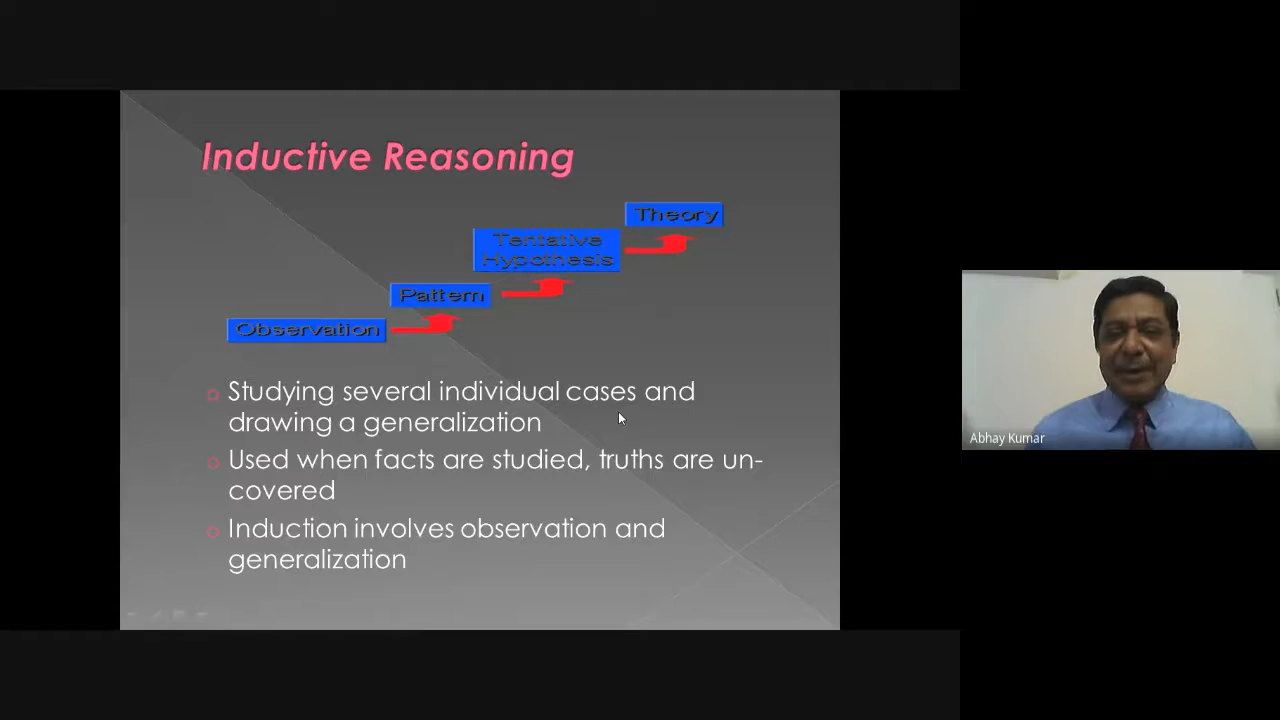 Inductive Reasoning
Theory
Tentative
Hypothesis
Pattern
Observation
Studying several individual cases and
drawing a generalization
Used when facts are studied, truths are un-
covered
Induction involves observation and
generalization
Abhay Kumar